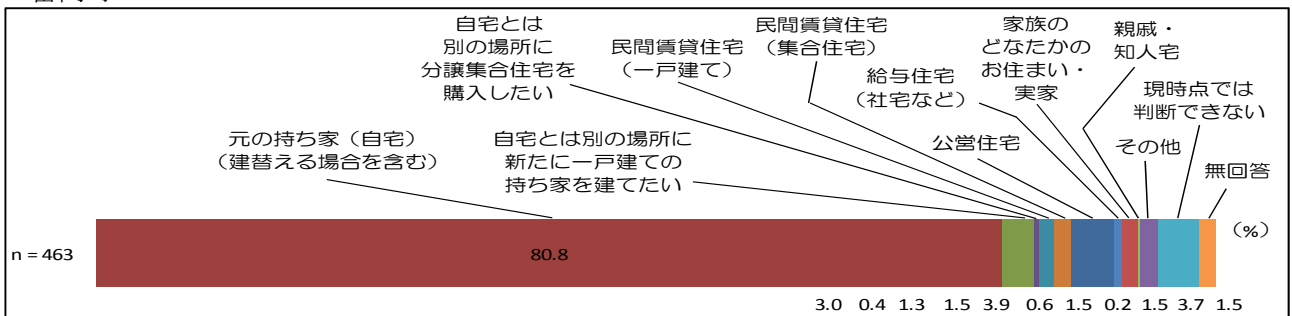 自宅とは
別の場所に
分譲集合住宅を
購入したい
民間賃貸住宅
（一戸建て）
民間賃貸住宅
（集合住宅）
給与住宅
（社宅など）
家族の
どなたかの
お住まい・
実家
親戚・
知人宅
現時点では
判断できない
元の持ち家（自宅）
（建替える場合を含む）
自宅とは別の場所に
新たに一戸建ての
持ち家を建てたい
公営住宅
その他
無回答
（%）
n = 463
80.8
3.0 0.4 1.3 1.5 3.9 0.6 1.5 0.2 1.5 3.7 1.5